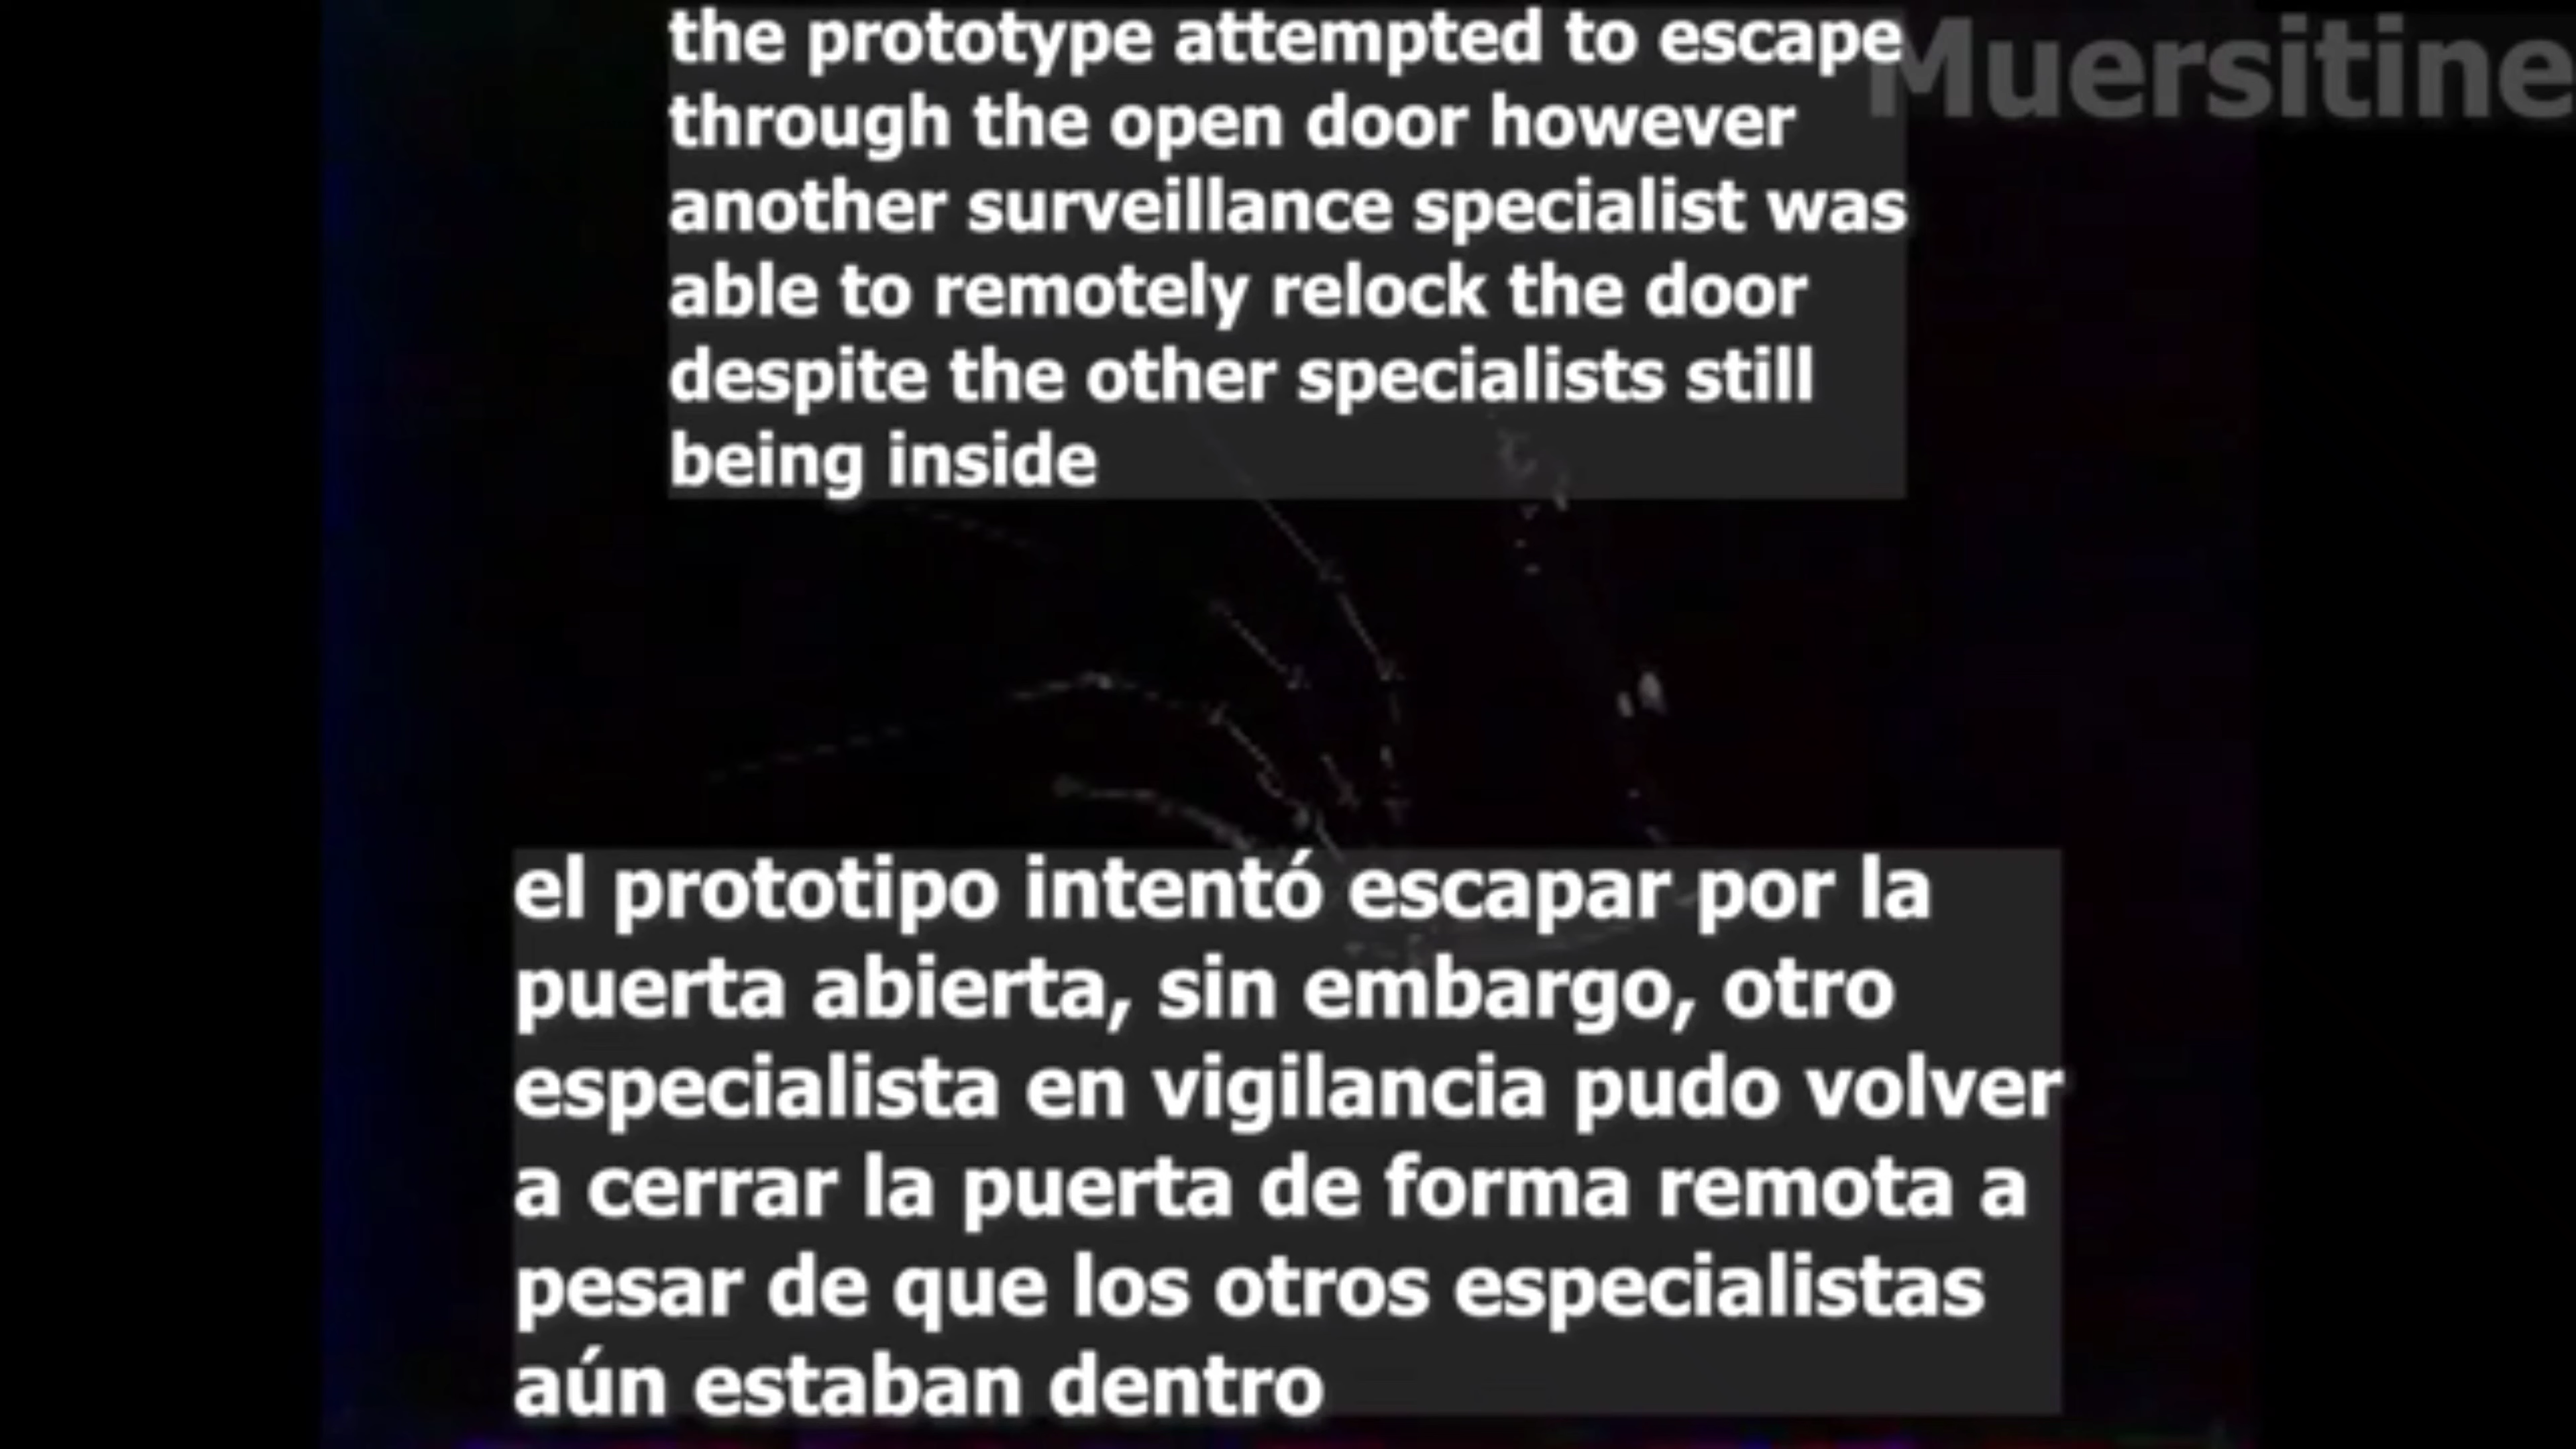 the prototype attempted to escape
Muersitine
through the open door however
another surveillance specialist was
able to remotely relock the door
despite the other specialists still
being inside
el prototipo intentó escapar por la
puerta abierta, sin embargo, otro
especialista en vigilancia pudo volver
a cerrar la puerta de forma remota a
pesar de que los otros especialistas
aún estaban dentro